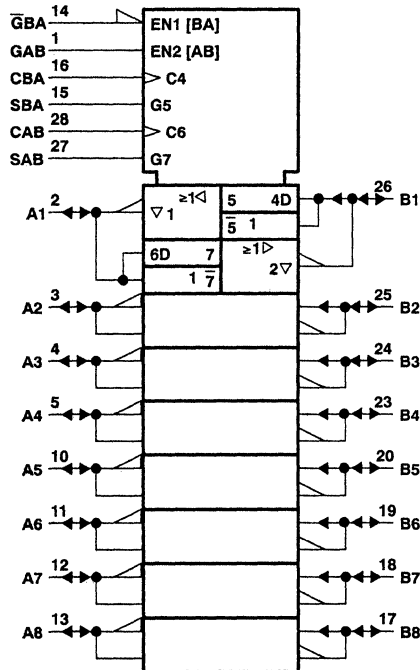 G̅BA 14 EN1 [BA]
GAB 1 EN2 [AB]
CBA 16 C4
SBA 15 G5
CAB 28 C6
SAB 27 G7
A1 2 ≥1◁ 5 4D 26 B1
▽1 5̅ 1
6D 7 ≥1▷
1 7̅ 2▽
A2 3 25 B2
A3 4 24 B3
A4 5 23 B4
A5 10 20 B5
A6 11 19 B6
A7 12 18 B7
A8 13 17 B8